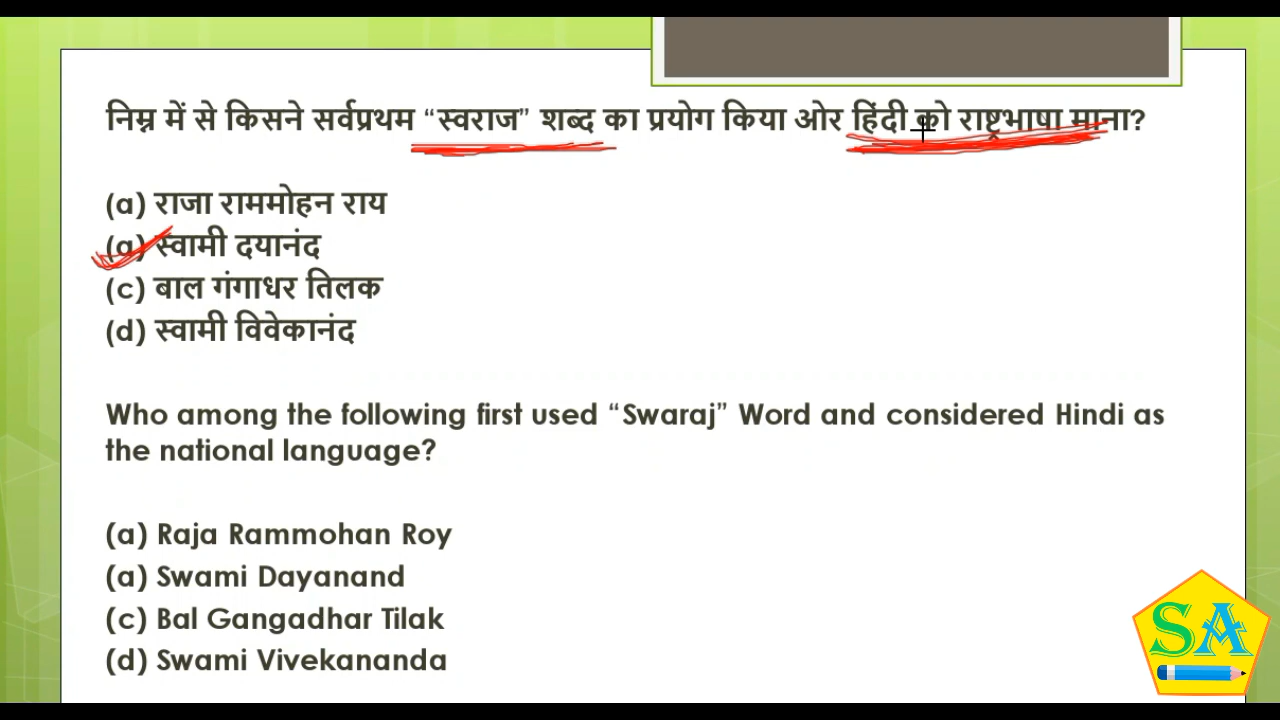 निम्न में से किसने सर्वप्रथम “स्वराज” शब्द का प्रयोग किया ओर हिंदी को राष्ट्रभाषा माना?
(a) राजा राममोहन राय
(a) स्वामी दयानंद
(c) बाल गंगाधर तिलक
(d) स्वामी विवेकानंद
Who among the following first used “Swaraj” Word and considered Hindi as
the national language?
(a) Raja Rammohan Roy
(a) Swami Dayanand
(c) Bal Gangadhar Tilak
(d) Swami Vivekananda
SA